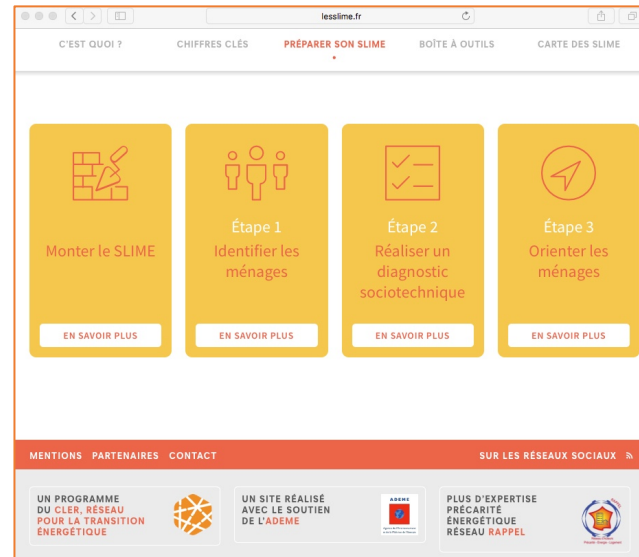 lesslime.fr
C'EST QUOI ?
CHIFFRES CLÉS
PRÉPARER SON SLIME
BOÎTE À OUTILS
CARTE DES SLIME
Monter le SLIME
EN SAVOIR PLUS
Étape 1
Identifier les
ménages
EN SAVOIR PLUS
Étape 2
Réaliser un
diagnostic
sociotechnique
EN SAVOIR PLUS
Étape 3
Orienter les
ménages
EN SAVOIR PLUS
MENTIONS PARTENAIRES CONTACT
SUR LES RÉSEAUX SOCIAUX
UN PROGRAMME
DU CLER, RÉSEAU
POUR LA TRANSITION
ÉNERGÉTIQUE
UN SITE RÉALISÉ
AVEC LE SOUTIEN
DE L'ADEME
ADEME
PLUS D'EXPERTISE
PRÉCARITÉ
ÉNERGÉTIQUE
RÉSEAU RAPPEL